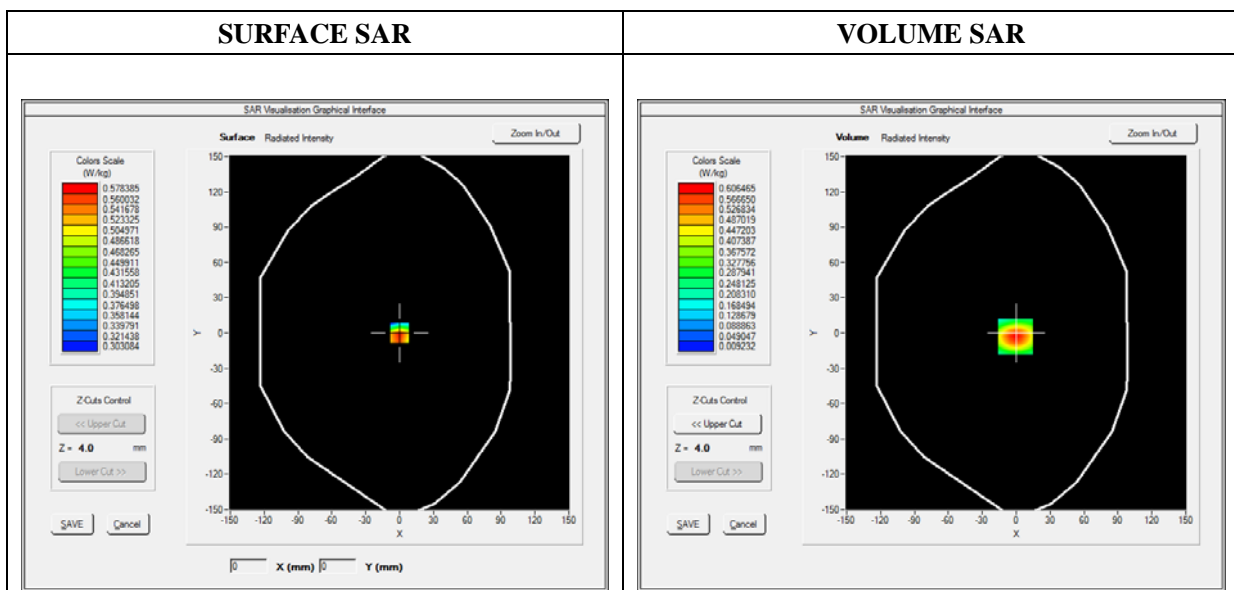 SURFACE SAR
VOLUME SAR
SAR Visualisation Graphical Interface
Surface Radiated Intensity
Zoom In/Out
Colors Scale
(W/kg)
0.578385
0.560032
0.541678
0.523325
0.504971
0.486618
0.468265
0.449911
0.431558
0.413205
0.394851
0.376498
0.358144
0.339791
0.321438
0.303084
150
120
90
60
30
0
-30
-60
-90
-120
-150
Y
-150 -120 -90 -60 -30 0 30 60 90 120 150
X
Z-Cuts Control
<< Upper Cut
Z = 4.0 mm
Lower Cut >>
SAVE Cancel
0 X (mm) 0 Y (mm)
SAR Visualisation Graphical Interface
Volume Radiated Intensity
Zoom In/Out
Colors Scale
(W/kg)
0.606465
0.566650
0.526834
0.487019
0.447203
0.407387
0.367572
0.327756
0.287941
0.248125
0.208310
0.168494
0.128679
0.088863
0.049047
0.009232
150
120
90
60
30
0
-30
-60
-90
-120
-150
Y
-150 -120 -90 -60 -30 0 30 60 90 120 150
X
Z-Cuts Control
<< Upper Cut
Z = 4.0 mm
Lower Cut >>
SAVE Cancel